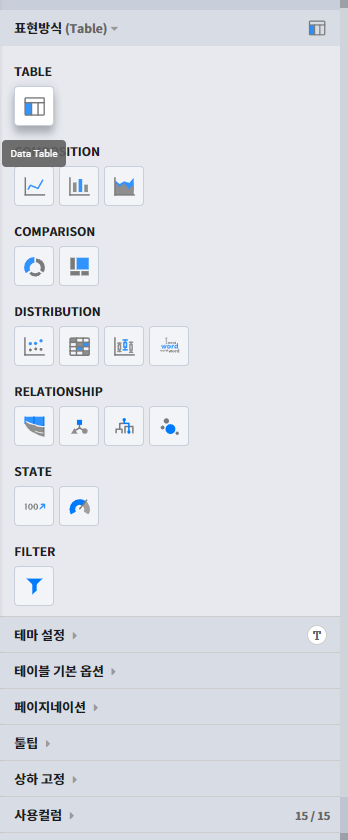 표현방식 (Table)
TABLE
Data Table
SITION
COMPARISON
DISTRIBUTION
word
RELATIONSHIP
STATE
100
FILTER
테마 설정
T
테이블 기본 옵션
페이지네이션
툴팁
상하 고정
사용컬럼 15 / 15